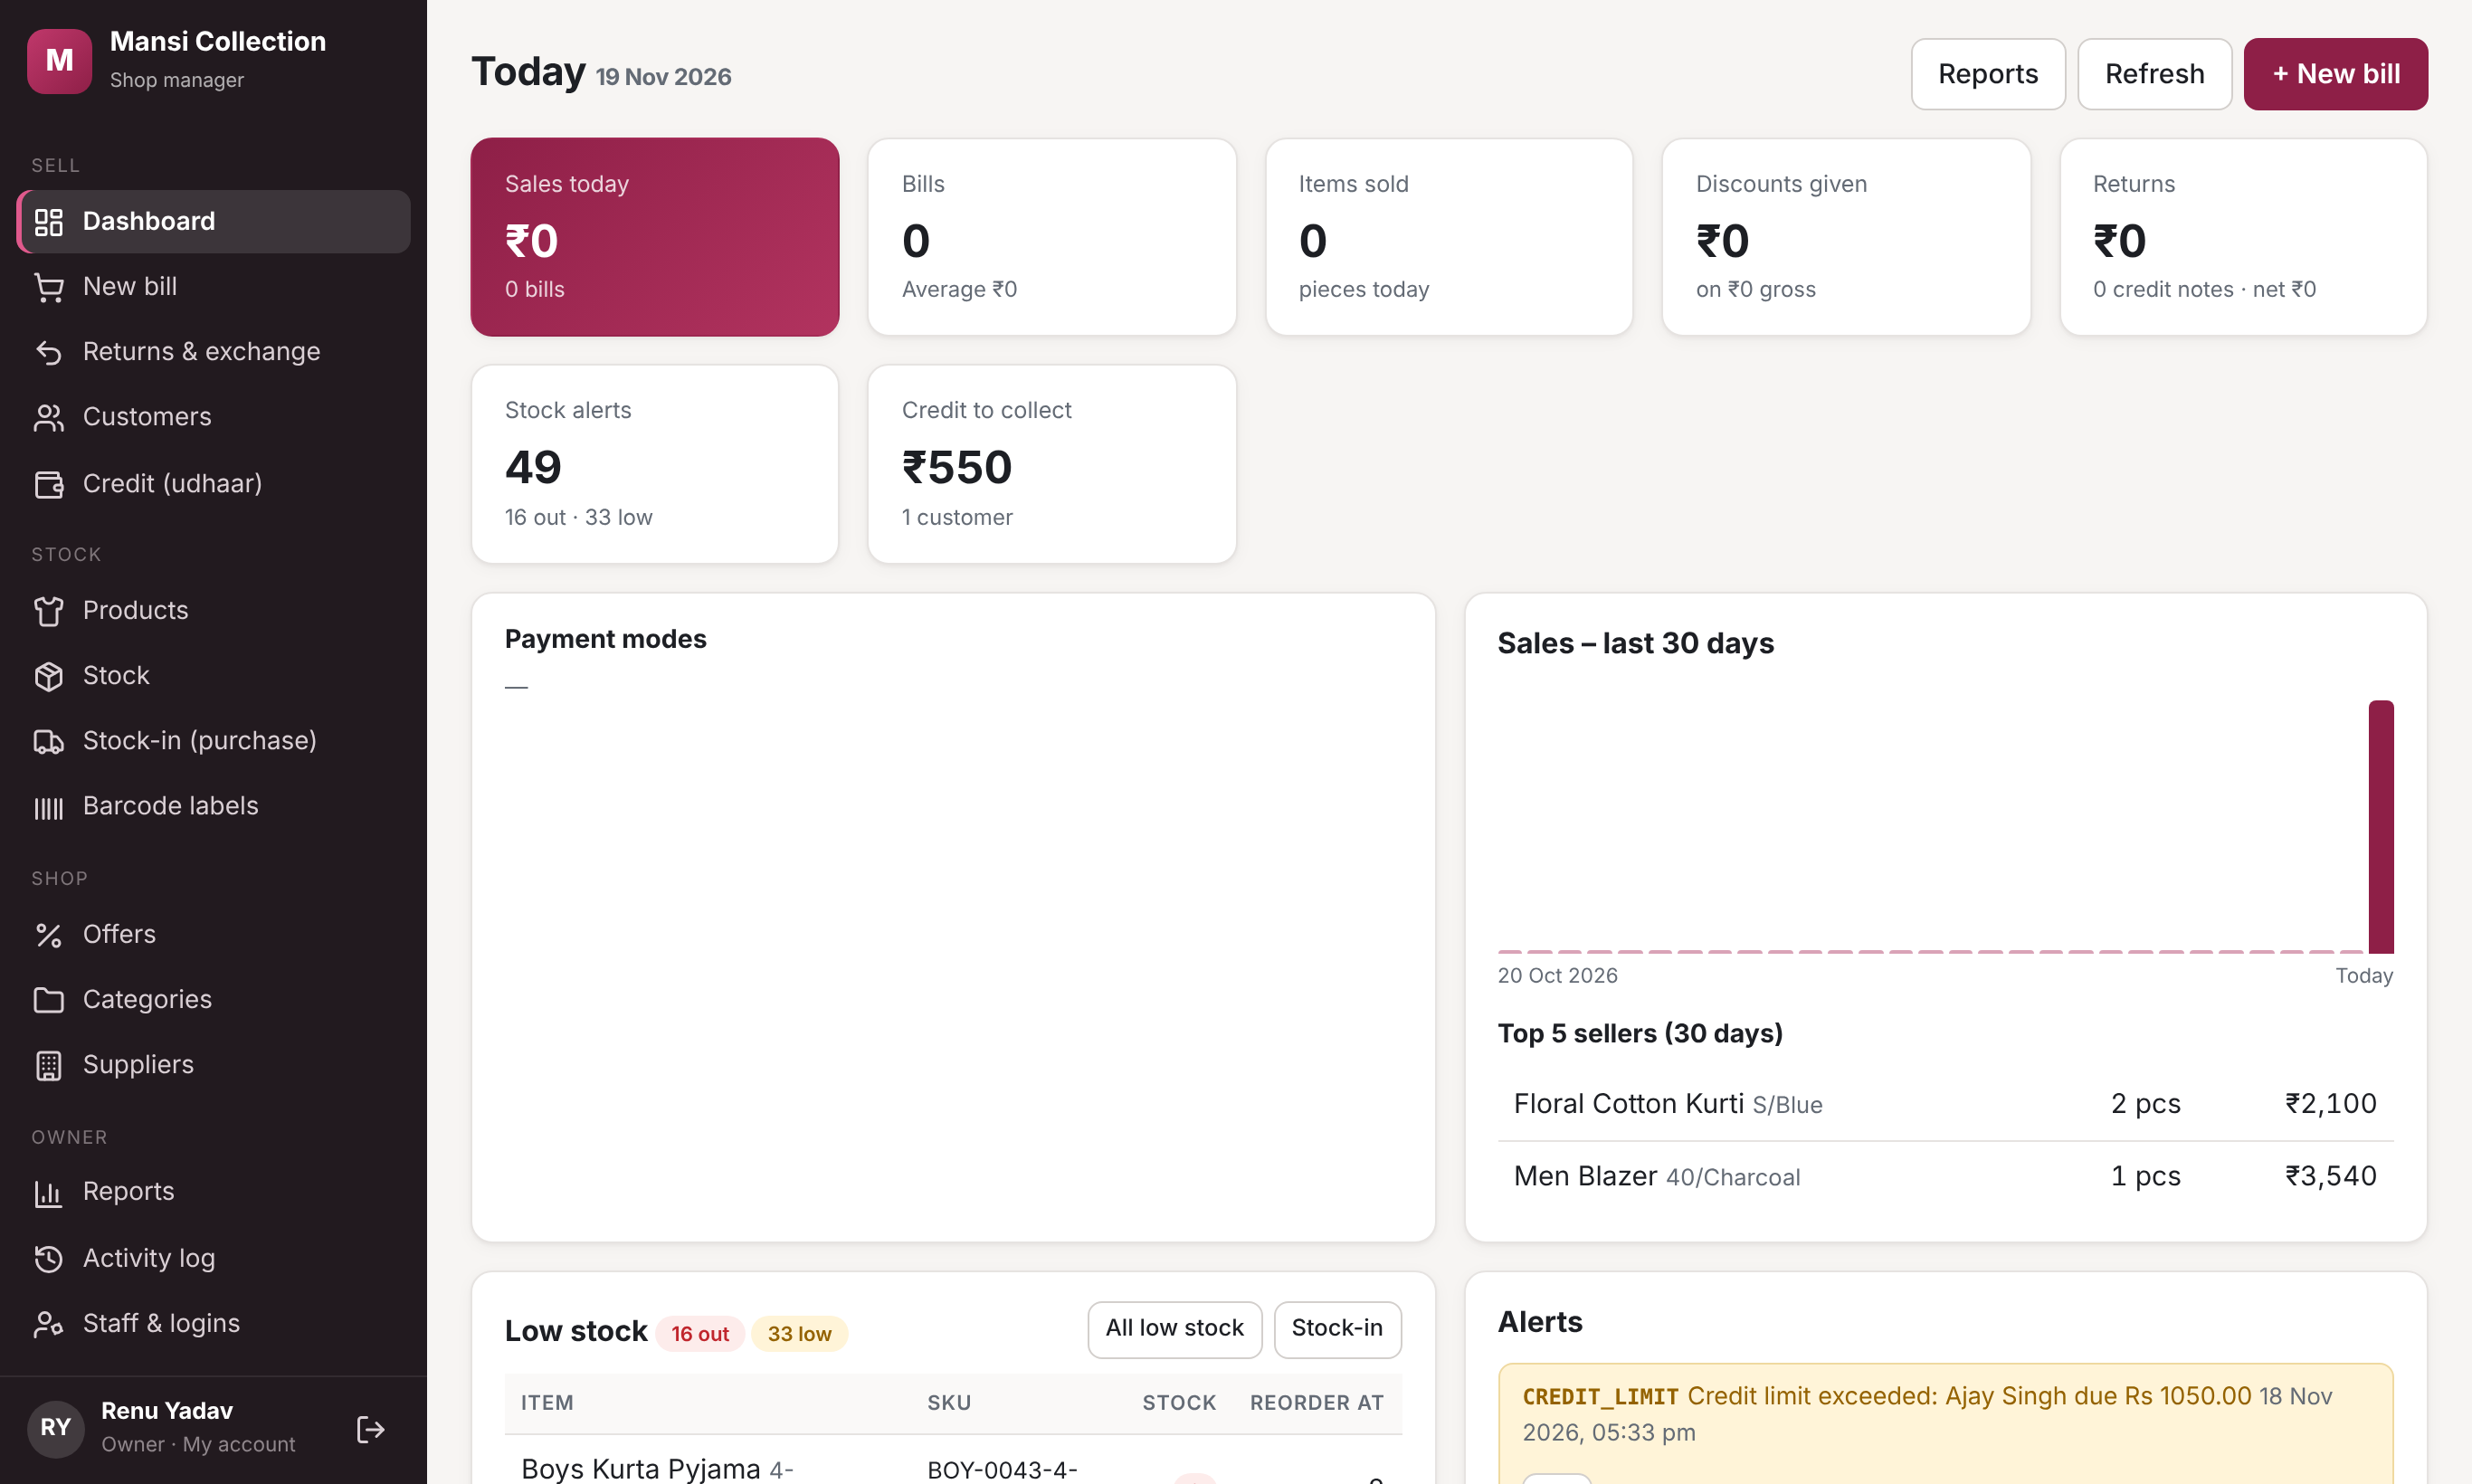 M
Mansi Collection
Shop manager
SELL
Dashboard
New bill
Returns & exchange
Customers
Credit (udhaar)
STOCK
Products
Stock
Stock-in (purchase)
Barcode labels
SHOP
Offers
Categories
Suppliers
OWNER
Reports
Activity log
Staff & logins
RY
Renu Yadav
Owner · My account
Today 19 Nov 2026
Reports
Refresh
+ New bill
Sales today
₹0
0 bills
Bills
0
Average ₹0
Items sold
0
pieces today
Discounts given
₹0
on ₹0 gross
Returns
₹0
0 credit notes · net ₹0
Stock alerts
49
16 out · 33 low
Credit to collect
₹550
1 customer
Payment modes
—
Sales – last 30 days
20 Oct 2026
Today
Top 5 sellers (30 days)
Floral Cotton Kurti S/Blue 2 pcs ₹2,100
Men Blazer 40/Charcoal 1 pcs ₹3,540
Low stock 16 out 33 low
All low stock
Stock-in
ITEM SKU STOCK REORDER AT
Boys Kurta Pyjama 4- BOY-0043-4-
Alerts
CREDIT_LIMIT Credit limit exceeded: Ajay Singh due Rs 1050.00 18 Nov
2026, 05:33 pm